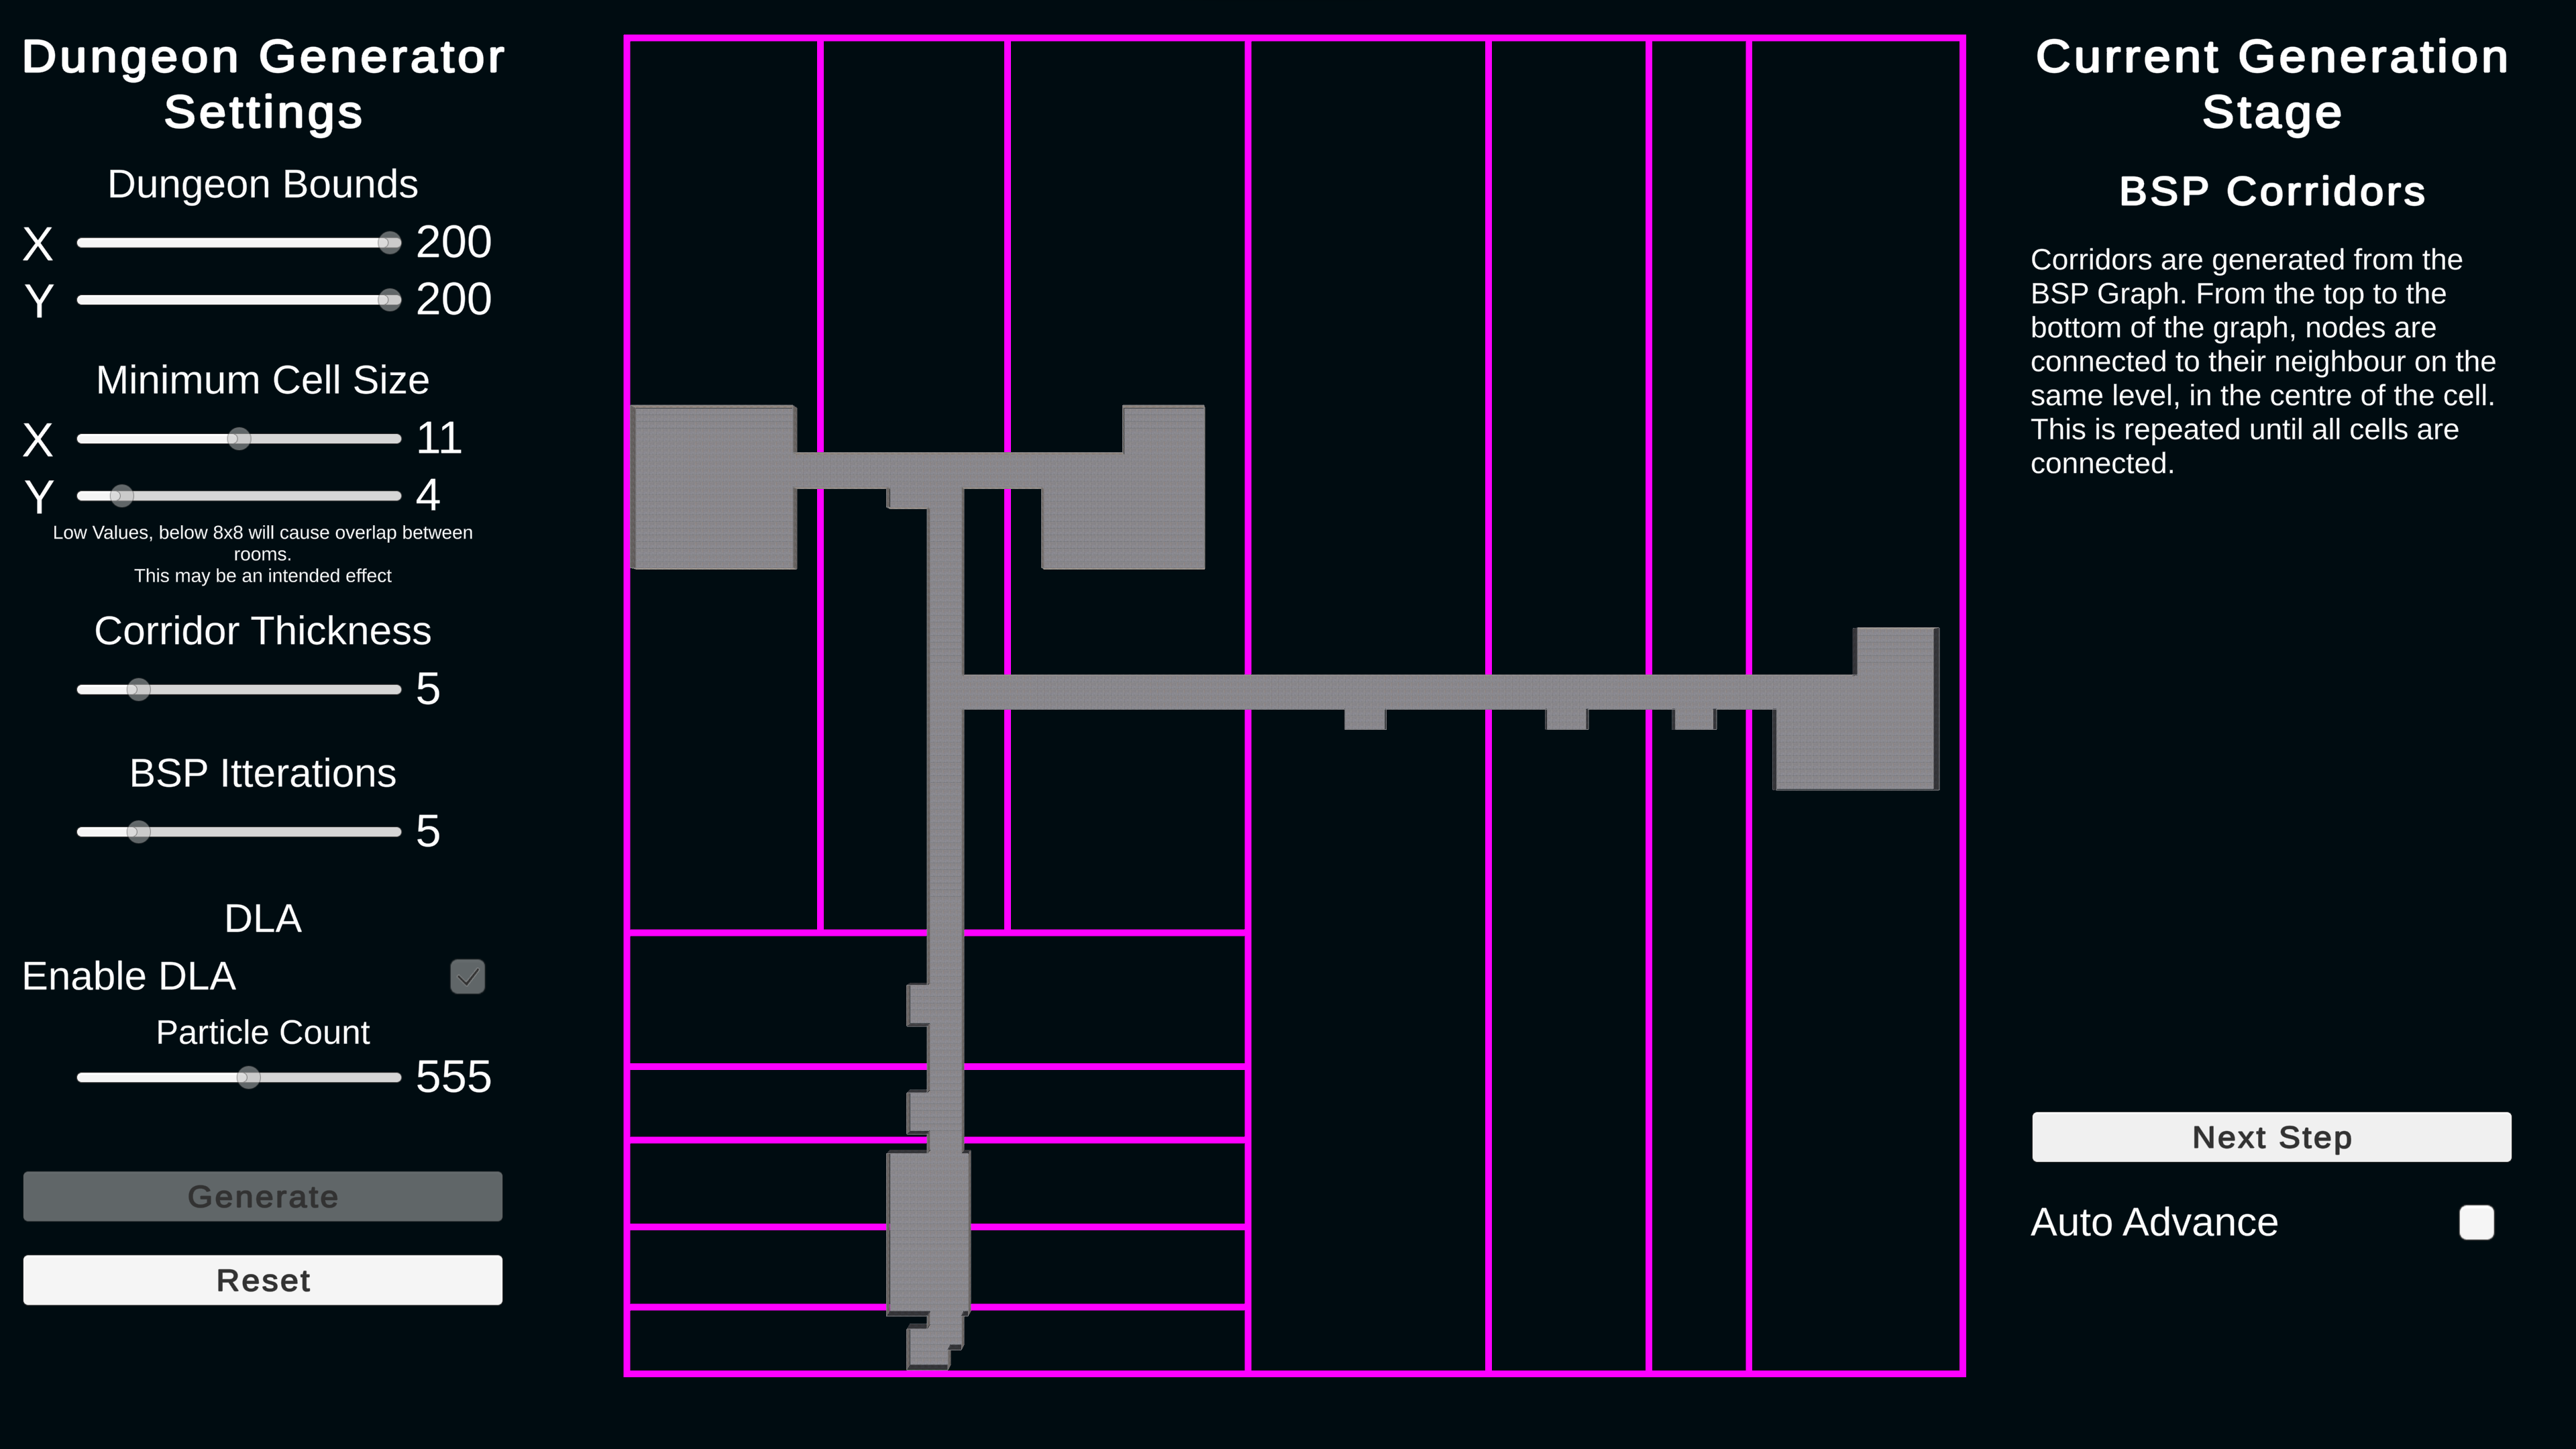 Dungeon Generator
Settings
Dungeon Bounds
X 200
Y 200
Minimum Cell Size
X 11
Y 4
Low Values, below 8x8 will cause overlap between
rooms.
This may be an intended effect
Corridor Thickness
5
BSP Itterations
5
DLA
Enable DLA
Particle Count
555
Generate
Reset
Current Generation
Stage
BSP Corridors
Corridors are generated from the
BSP Graph. From the top to the
bottom of the graph, nodes are
connected to their neighbour on the
same level, in the centre of the cell.
This is repeated until all cells are
connected.
Next Step
Auto Advance